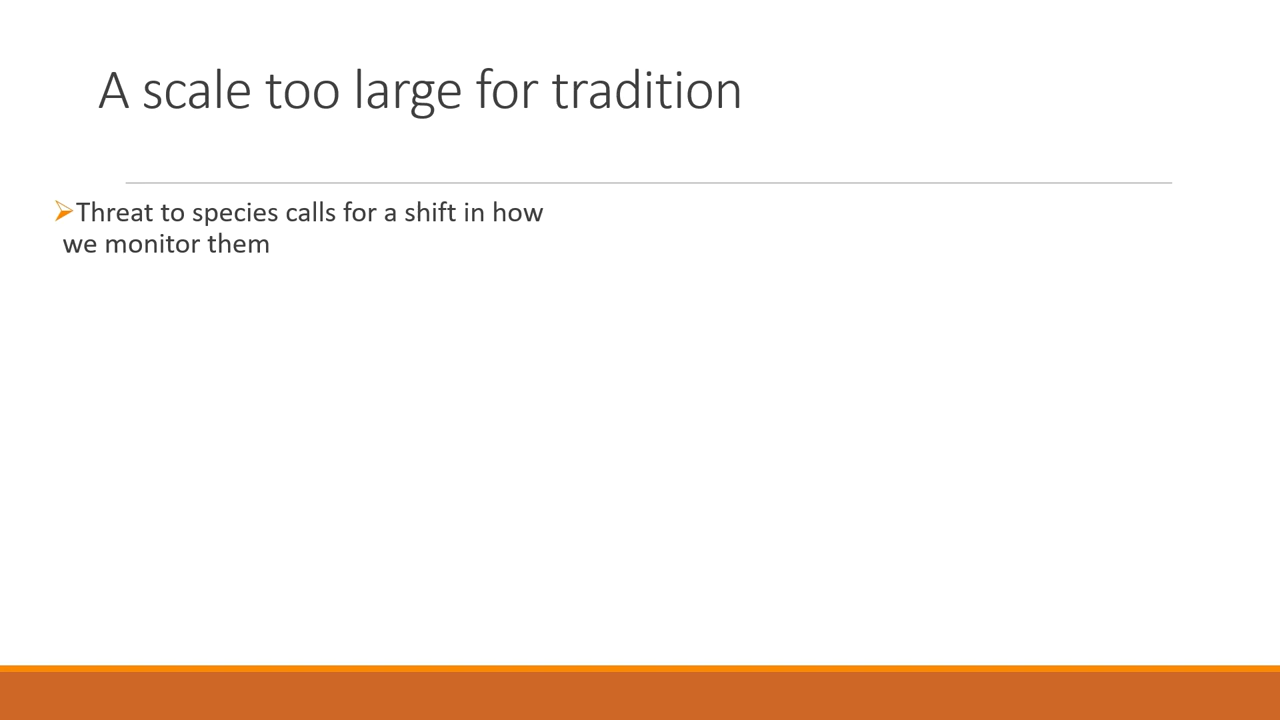 A scale too large for tradition
Threat to species calls for a shift in how
we monitor them